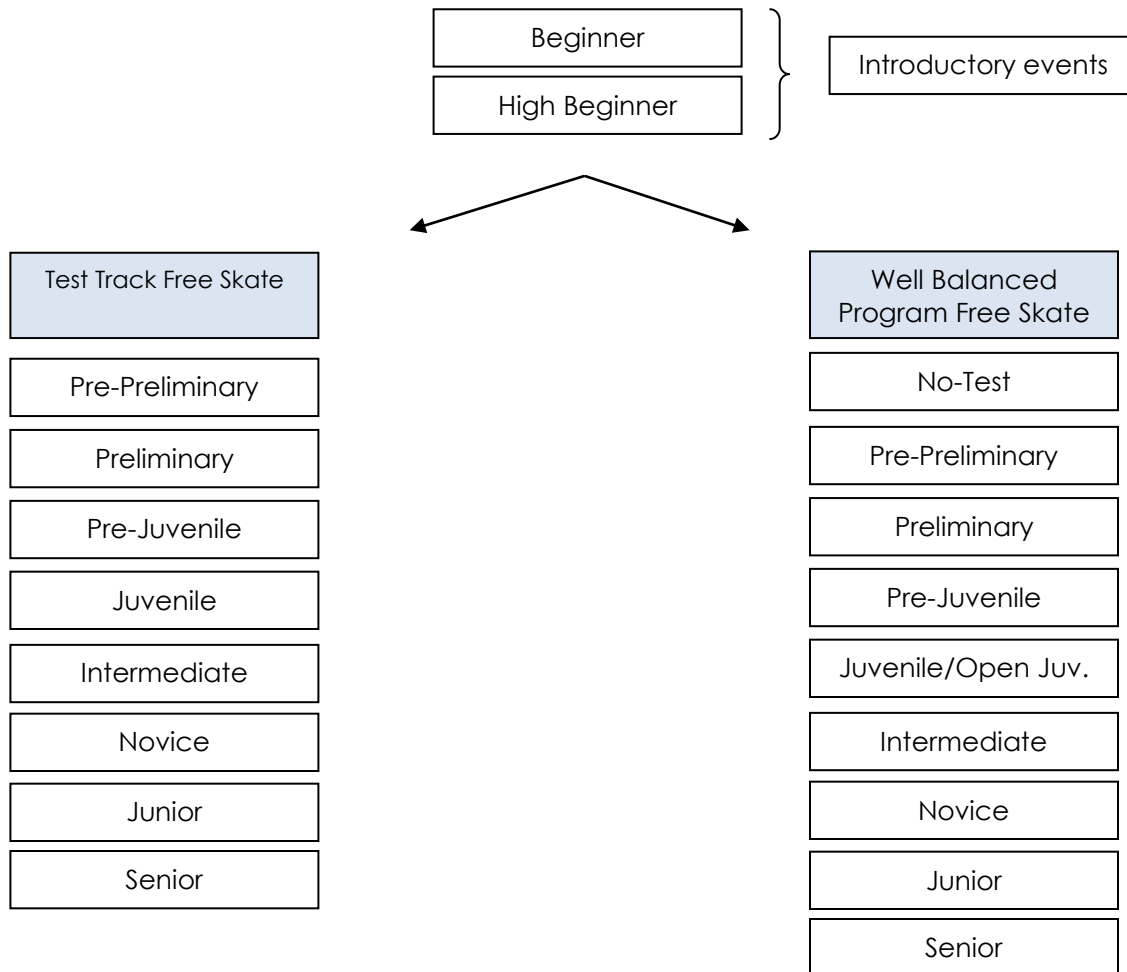 Beginner
High Beginner
Introductory events
Test Track Free Skate
Pre-Preliminary
Preliminary
Pre-Juvenile
Juvenile
Intermediate
Novice
Junior
Senior
Well Balanced
Program Free Skate
No-Test
Pre-Preliminary
Preliminary
Pre-Juvenile
Juvenile/Open Juv.
Intermediate
Novice
Junior
Senior